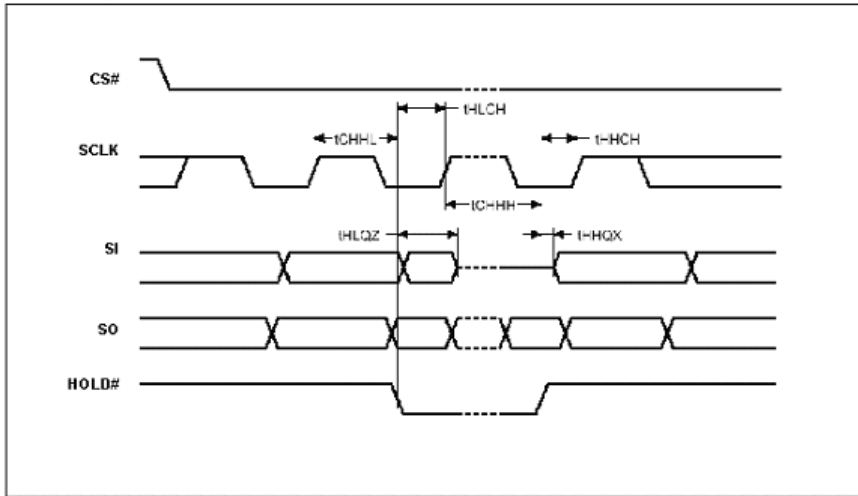 CS#
tHLCH
tCHHL
tHHCH
SCLK
tCHHH
tHLQZ
tHHQX
SI
SO
HOLD#